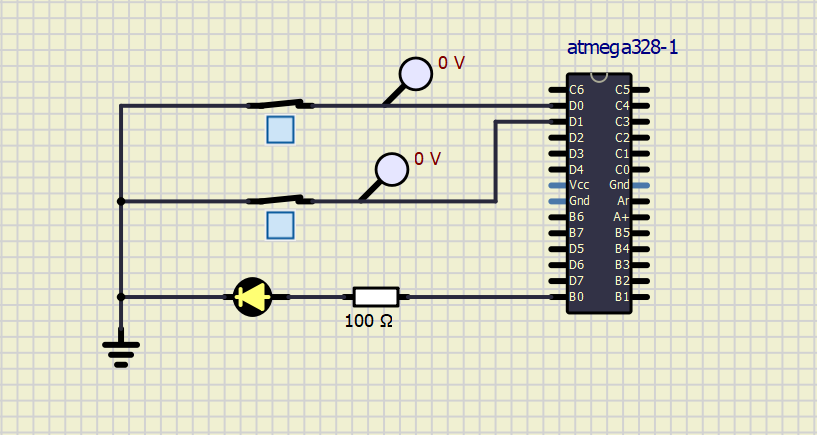 atmega328-1
0 V
C6 C5
D0 C4
D1 C3
D2 C2
0 V
D3 C1
D4 C0
Vcc Gnd
Gnd Ar
B6 A+
B7 B5
D5 B4
D6 B3
D7 B2
B0 B1
100 Ω